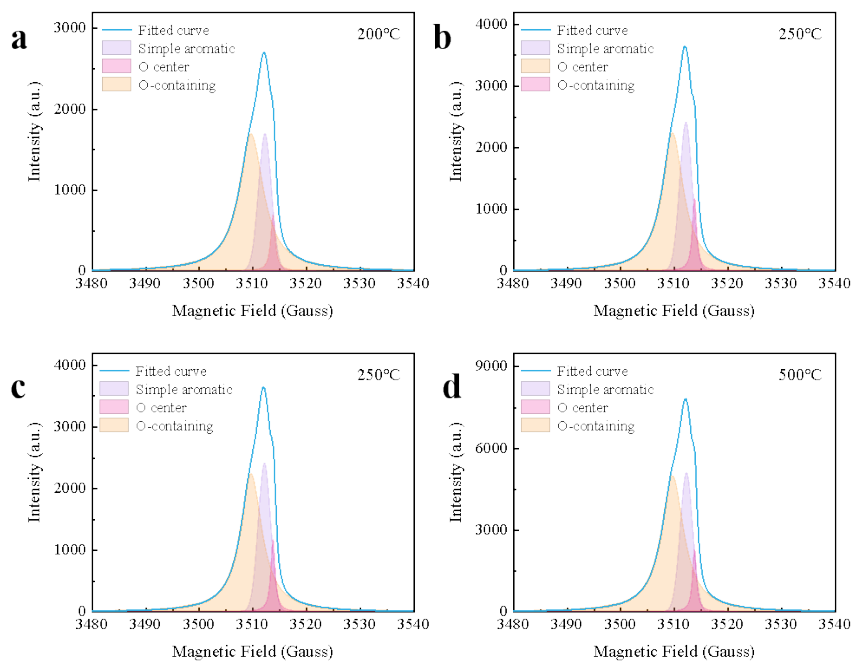 a
3000
2000
1000
0
Intensity (a.u.)
Fitted curve
Simple aromatic
O center
O-containing
200°C
3480 3490 3500 3510 3520 3530 3540
Magnetic Field (Gauss)
b
4000
3000
2000
1000
0
Intensity (a.u.)
Fitted curve
Simple aromatic
O center
O-containing
250°C
3480 3490 3500 3510 3520 3530 3540
Magnetic Field (Gauss)
c
4000
3000
2000
1000
0
Intensity (a.u.)
Fitted curve
Simple aromatic
O center
O-containing
250°C
3480 3490 3500 3510 3520 3530 3540
Magnetic Field (Gauss)
d
9000
6000
3000
0
Intensity (a.u.)
Fitted curve
Simple aromatic
O center
O-containing
500°C
3480 3490 3500 3510 3520 3530 3540
Magnetic Field (Gauss)